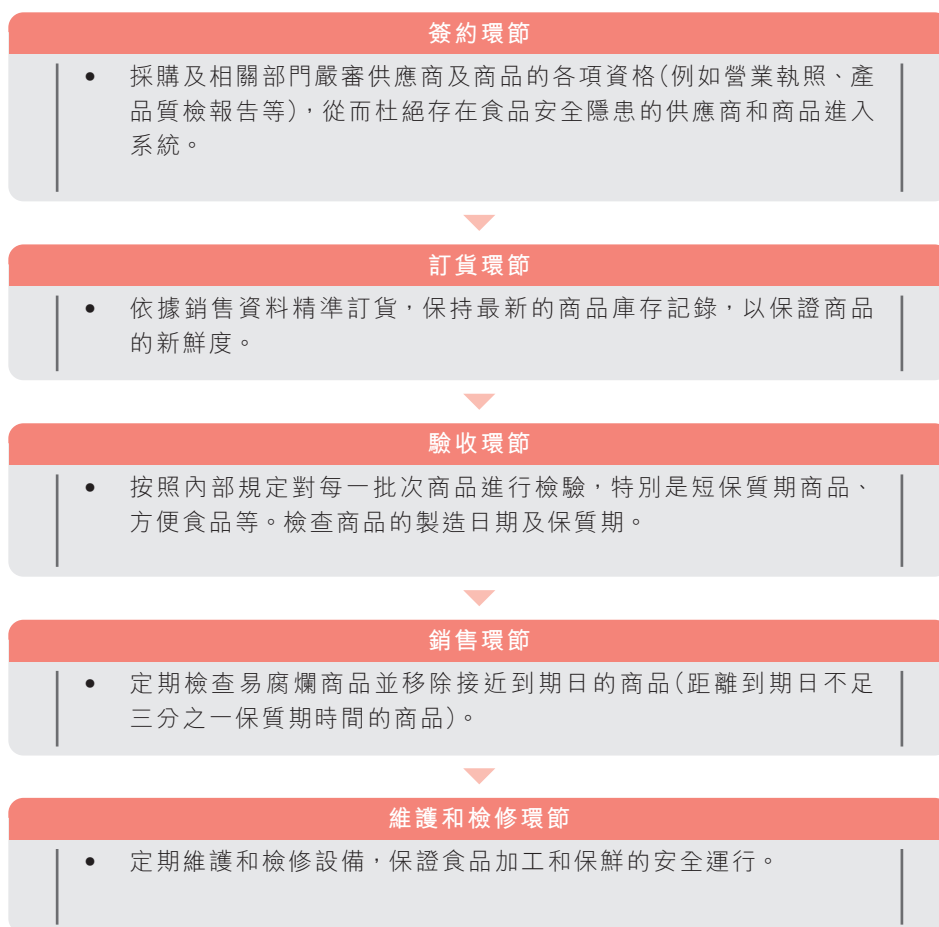 簽約環節
• 採購及相關部門嚴審供應商及商品的各項資格(例如營業執照、產
品質檢報告等),從而杜絕存在食品安全隱患的供應商和商品進入
系統。
訂貨環節
• 依據銷售資料精準訂貨,保持最新的商品庫存記錄,以保證商品
的新鮮度。
驗收環節
• 按照內部規定對每一批次商品進行檢驗,特別是短保質期商品、
方便食品等。檢查商品的製造日期及保質期。
銷售環節
• 定期檢查易腐爛商品並移除接近到期日的商品(距離到期日不足
三分之一保質期時間的商品)。
維護和檢修環節
• 定期維護和檢修設備,保證食品加工和保鮮的安全運行。